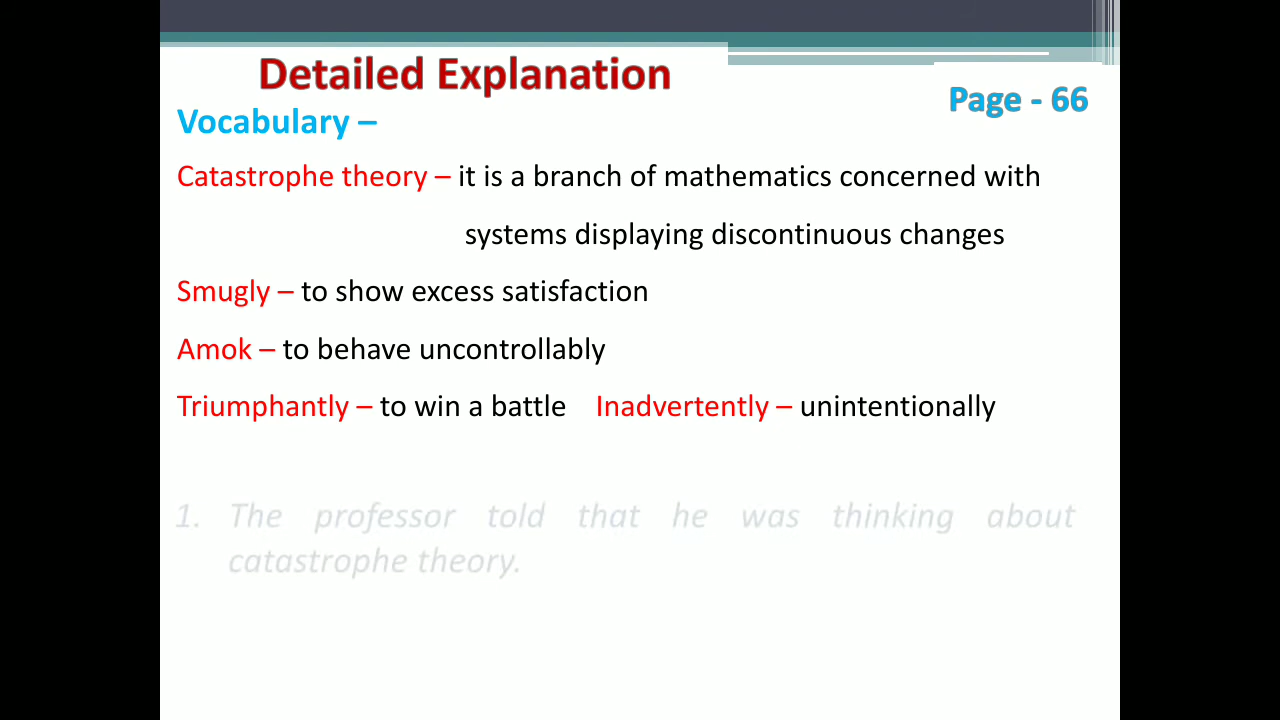 Detailed Explanation
Page - 66
Vocabulary –
Catastrophe theory – it is a branch of mathematics concerned with
systems displaying discontinuous changes
Smugly – to show excess satisfaction
Amok – to behave uncontrollably
Triumphantly – to win a battle Inadvertently – unintentionally
1. The professor told that he was thinking about
catastrophe theory.